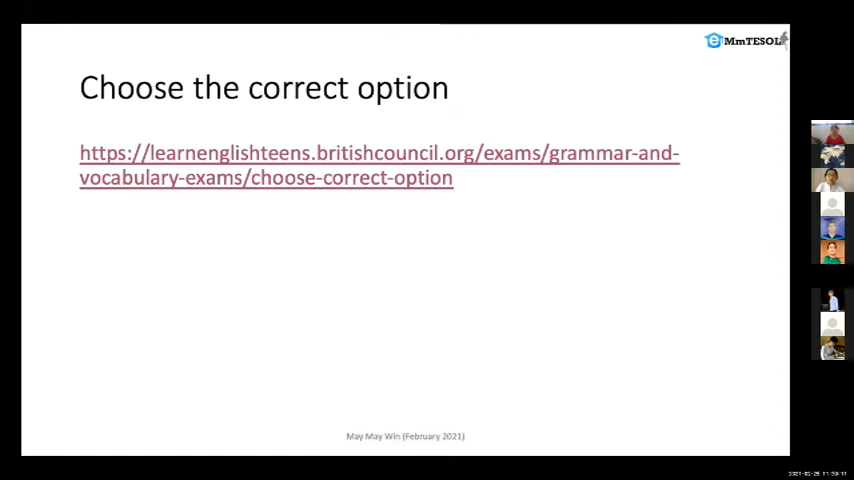 MmTESOL
Choose the correct option
https://learnenglishteens.britishcouncil.org/exams/grammar-and-
vocabulary-exams/choose-correct-option
May May Win (February 2021)